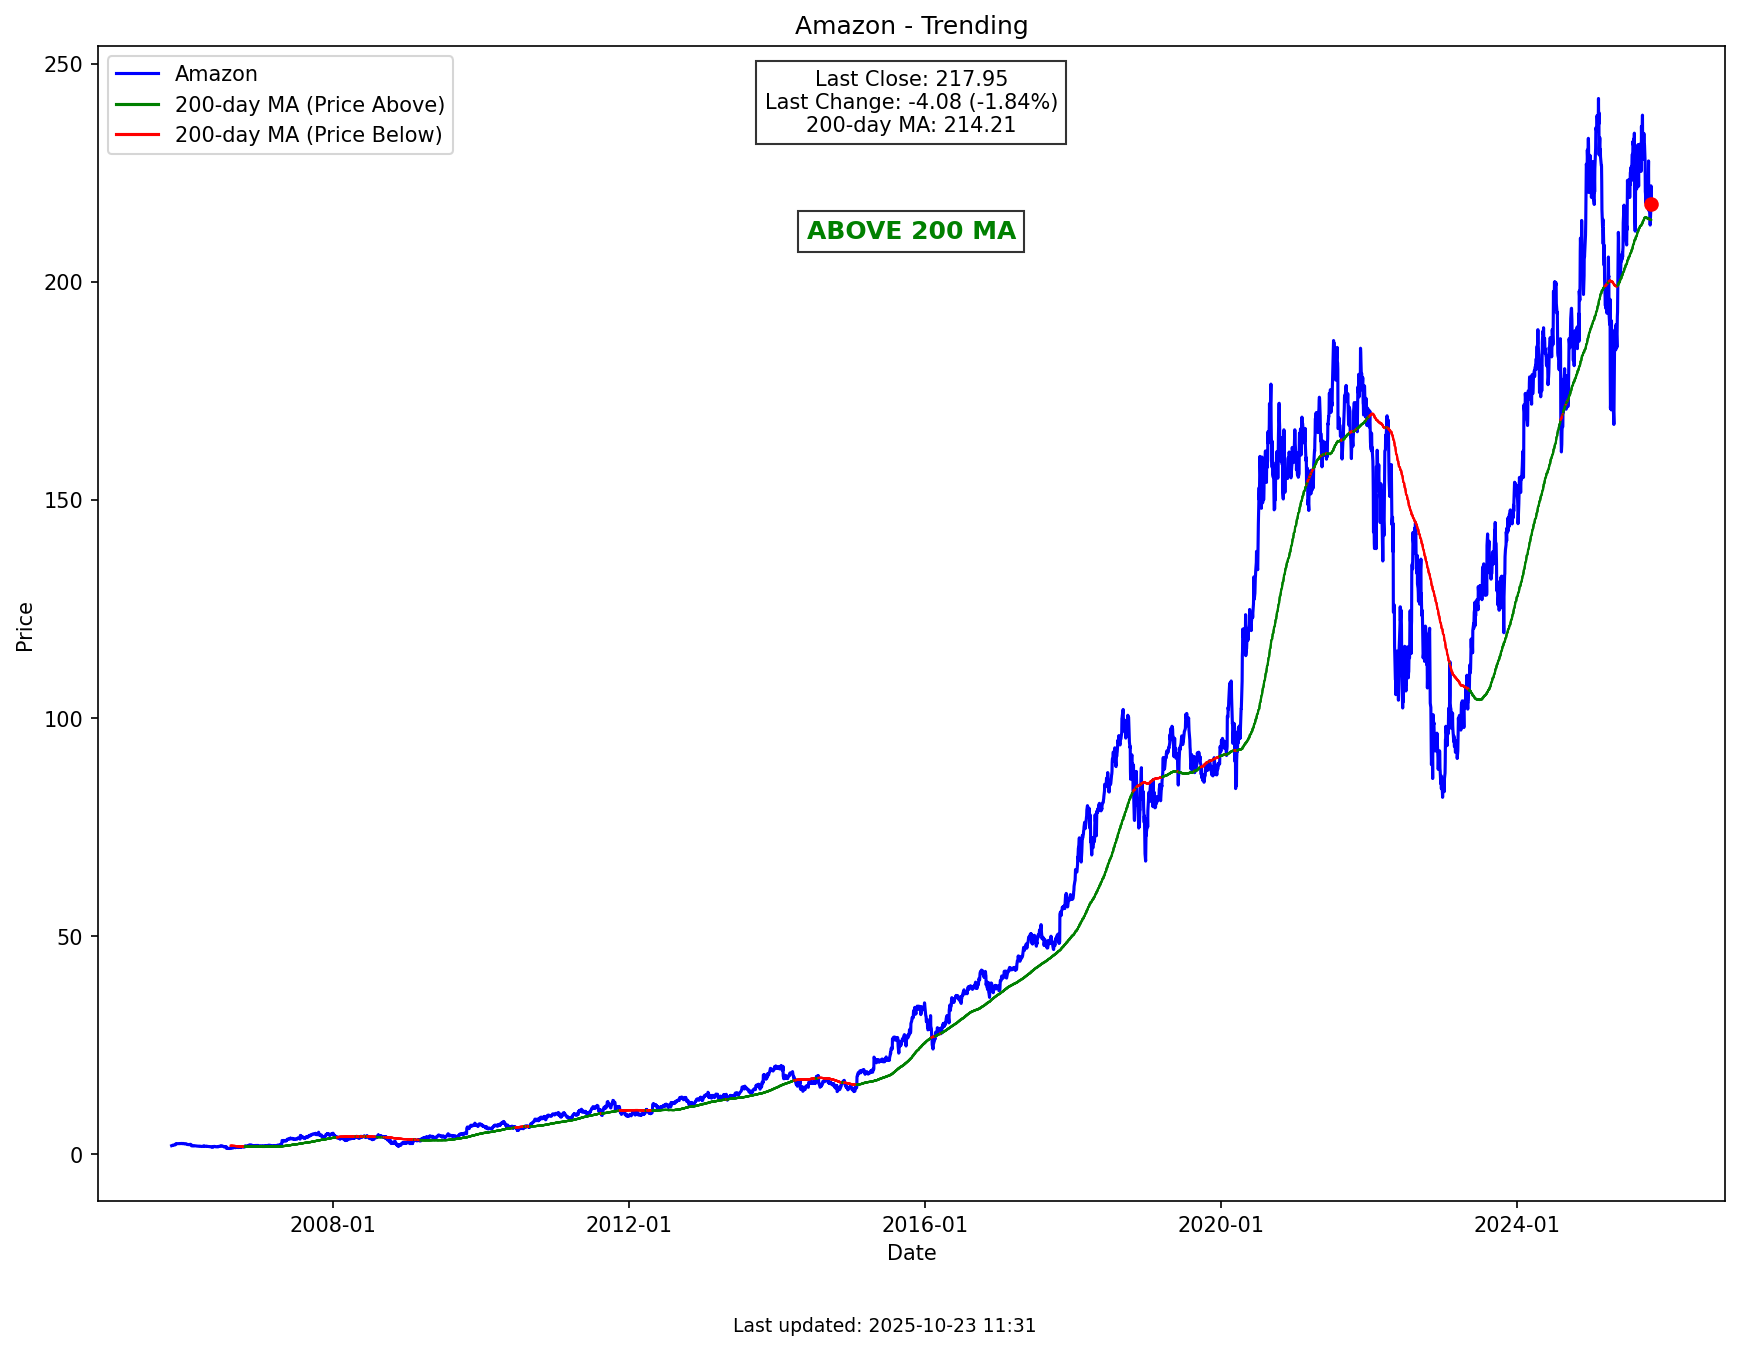 Amazon - Trending
Amazon
200-day MA (Price Above)
200-day MA (Price Below)
Last Close: 217.95
Last Change: -4.08 (-1.84%)
200-day MA: 214.21
ABOVE 200 MA
Price
250
200
150
100
50
0
2008-01
2012-01
2016-01
2020-01
2024-01
Date
Last updated: 2025-10-23 11:31